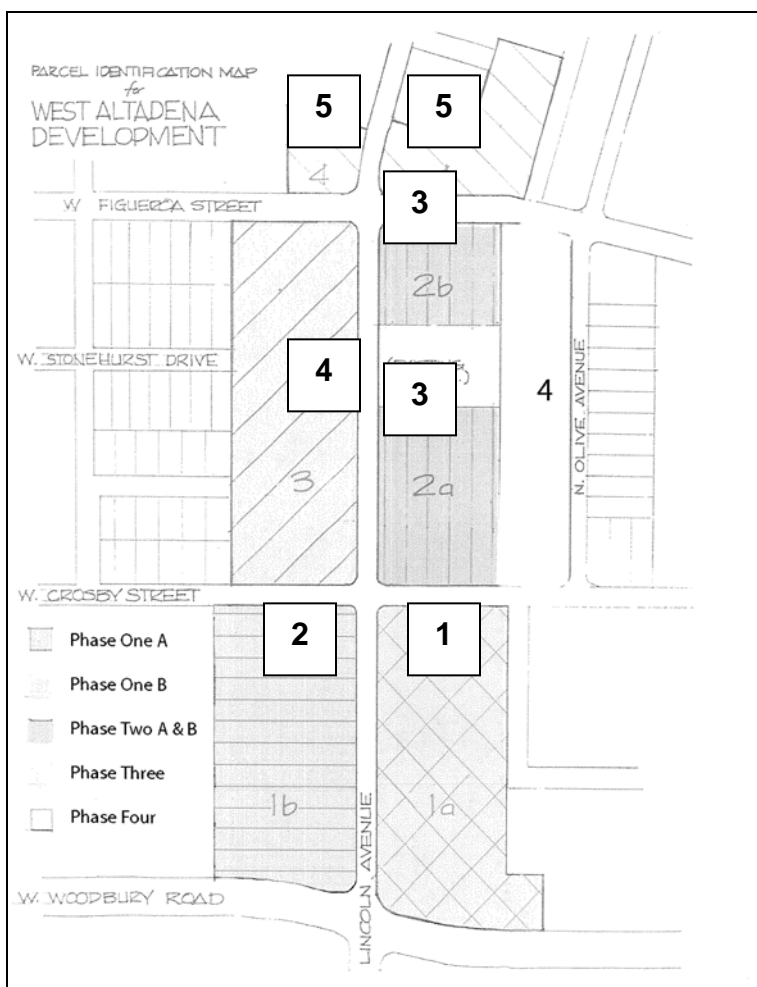 PARCEL IDENTIFICATION MAP
for
WEST ALTADENA
DEVELOPMENT
5
5
4
W FIGUEROA STREET
3
2b
W. STONEHURST DRIVE
4
3
4
N. OLIVE AVENUE
3
2a
W. CROSBY STREET
2
1
Phase One A
Phase One B
Phase Two A & B
Phase Three
Phase Four
1b
1a
LINCOLN AVENUE
W. WOODBURY ROAD